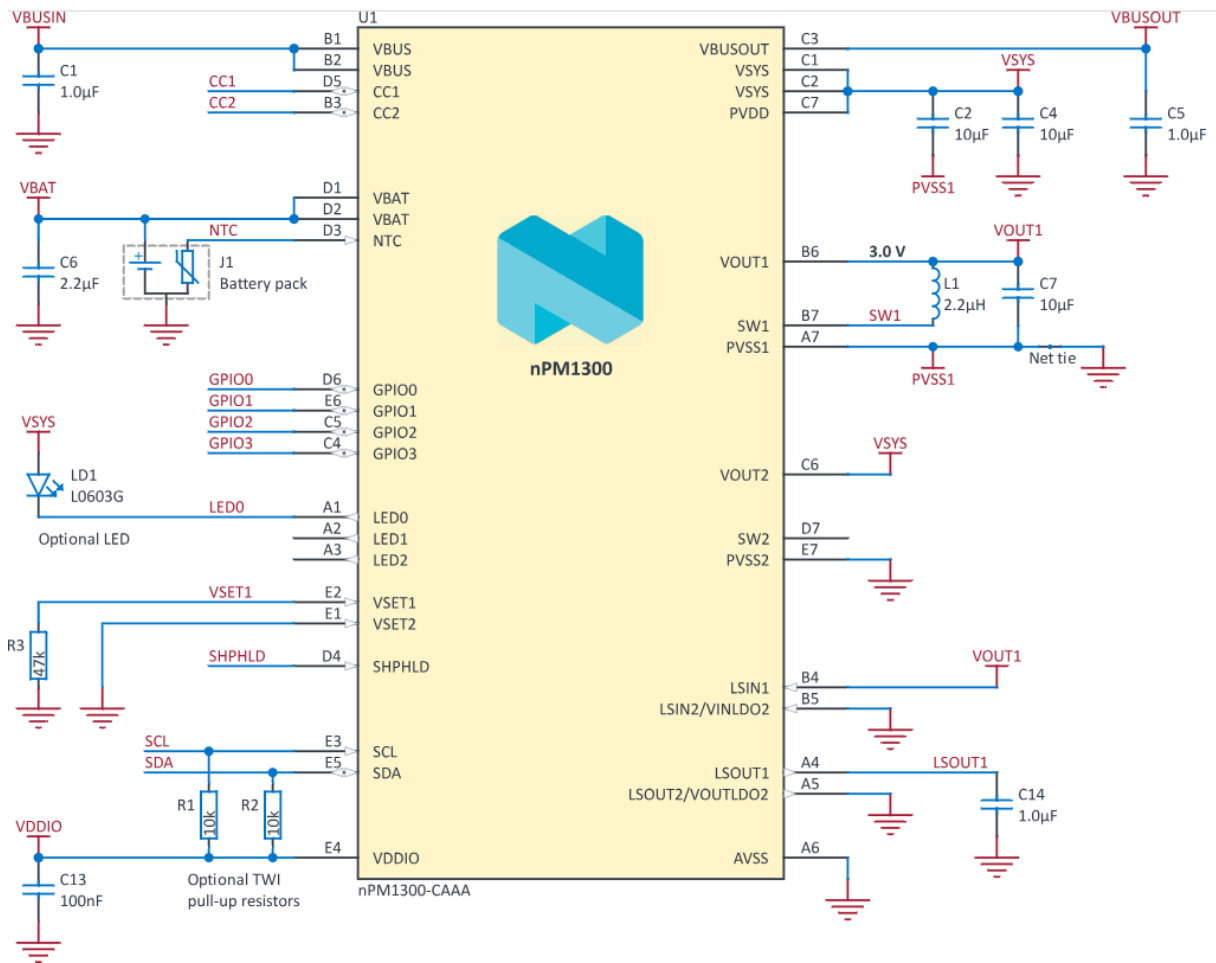 VBUSIN
C1
1.0µF
CC1
CC2
VBAT
C6
2.2µF
NTC
+
J1
Battery pack
GPIO0
GPIO1
GPIO2
GPIO3
VSYS
LD1
L0603G
LED0
Optional LED
VSET1
R3
47k
SHPHLD
SCL
SDA
R1
10k
R2
10k
VDDIO
C13
100nF
Optional TWI
pull-up resistors
U1
B1 VBUS
B2 VBUS
D5 CC1
B3 CC2
D1 VBAT
D2 VBAT
D3 NTC
D6 GPIO0
E6 GPIO1
C5 GPIO2
C4 GPIO3
A1 LED0
A2 LED1
A3 LED2
E2 VSET1
E1 VSET2
D4 SHPHLD
E3 SCL
E5 SDA
E4 VDDIO
nPM1300
nPM1300-CAAA
VBUSOUT C3
VSYS C1
VSYS C2
PVDD C7
VOUT1 B6
SW1 B7
PVSS1 A7
VOUT2 C6
SW2 D7
PVSS2 E7
LSIN1 B4
LSIN2/VINLDO2 B5
LSOUT1 A4
LSOUT2/VOUTLDO2 A5
AVSS A6
VBUSOUT
VSYS
C2
10µF
C4
10µF
C5
1.0µF
PVSS1
VOUT1
3.0 V
L1
2.2µH
C7
10µF
SW1
PVSS1
Net tie
VSYS
VOUT1
LSOUT1
C14
1.0µF